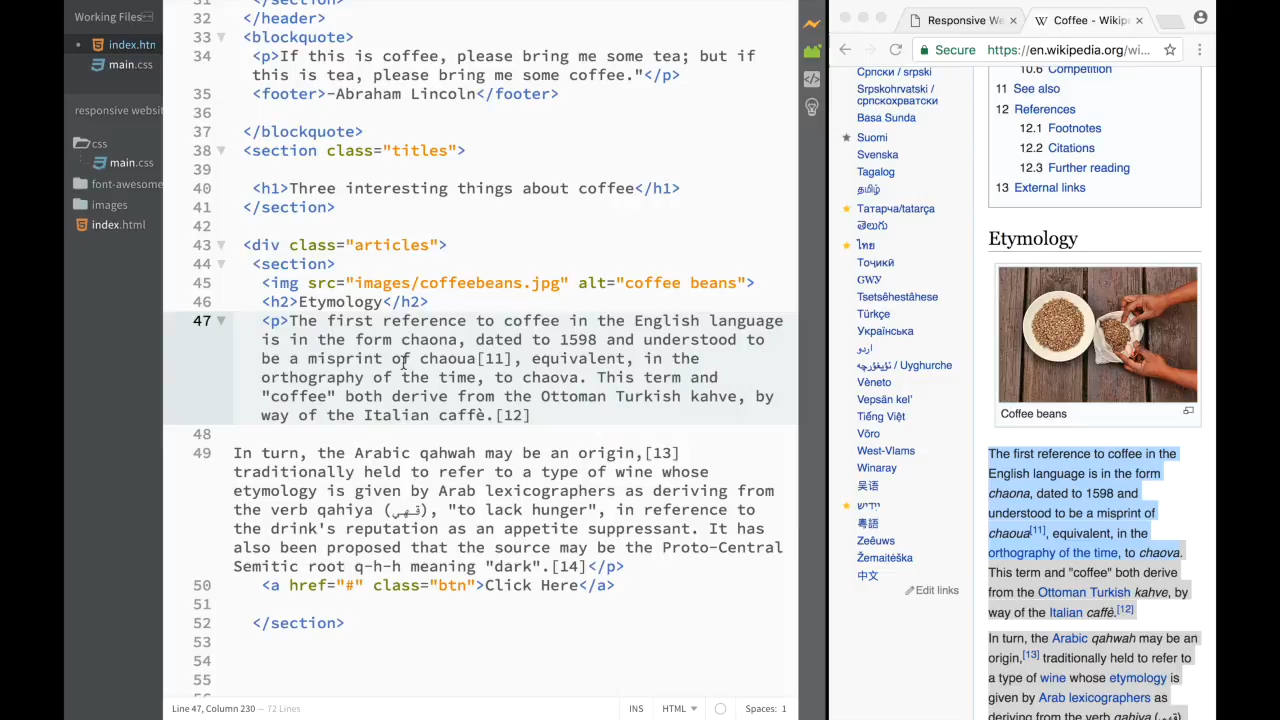 Working Files
index.htn
main.css
responsive websit
css
main.css
font-awesome
images
index.html
31 </section>
32 </header>
33 <blockquote>
34 <p>If this is coffee, please bring me some tea; but if
this is tea, please bring me some coffee."</p>
35 <footer>-Abraham Lincoln</footer>
36
37 </blockquote>
38 <section class="titles">
39
40 <h1>Three interesting things about coffee</h1>
41 </section>
42
43 <div class="articles">
44 <section>
45 <img src="images/coffeebeans.jpg" alt="coffee beans">
46 <h2>Etymology</h2>
47 <p>The first reference to coffee in the English language
is in the form chaona, dated to 1598 and understood to
be a misprint of chaoua[11], equivalent, in the
orthography of the time, to chaova. This term and
"coffee" both derive from the Ottoman Turkish kahve, by
way of the Italian caffè.[12]
48
49 In turn, the Arabic qahwah may be an origin,[13]
traditionally held to refer to a type of wine whose
etymology is given by Arab lexicographers as deriving from
the verb qahiya (قهي), "to lack hunger", in reference to
the drink's reputation as an appetite suppressant. It has
also been proposed that the source may be the Proto-Central
Semitic root q-h-h meaning "dark".[14]</p>
50 <a href="#" class="btn">Click Here</a>
51
52 </section>
53
54
55
Line 47, Column 230 — 72 Lines
INS
HTML
Spaces: 1
Responsive We
Coffee - Wikip
Secure https://en.wikipedia.org/wi...
Српски / srpski
Srpskohrvatski /
српскохрватски
Basa Sunda
Suomi
Svenska
Tagalog
தமிழ்
Татарча/tatarça
తెలుగు
ไทย
Тоҷикӣ
ᏣᎳᎩ
Tsetsêhestâhese
Türkçe
Українська
اردو
ئۇيغۇرچە / Uyghurche
Vèneto
Vepsän kel'
Tiếng Việt
Võro
West-Vlams
Winaray
吴语
ייִדיש
粵語
Zeêuws
Žemaitėška
中文
Edit links
10.6 Competition
11 See also
12 References
12.1 Footnotes
12.2 Citations
12.3 Further reading
13 External links
Etymology
Coffee beans
The first reference to coffee in the
English language is in the form
chaona, dated to 1598 and
understood to be a misprint of
chaoua[11], equivalent, in the
orthography of the time, to chaova.
This term and "coffee" both derive
from the Ottoman Turkish kahve, by
way of the Italian caffè.[12]
In turn, the Arabic qahwah may be an
origin,[13] traditionally held to refer to
a type of wine whose etymology is
given by Arab lexicographers as
deriving from the verb qahiya